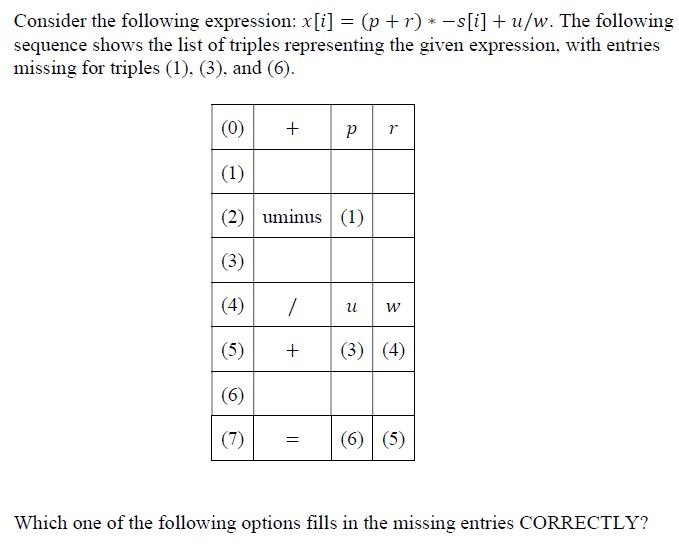 Consider the following expression: x[i] = (p + r) * −s[i] + u/w. The following
sequence shows the list of triples representing the given expression, with entries
missing for triples (1), (3), and (6).
(0) + p r
(1)
(2) uminus (1)
(3)
(4) / u w
(5) + (3) (4)
(6)
(7) = (6) (5)
Which one of the following options fills in the missing entries CORRECTLY?